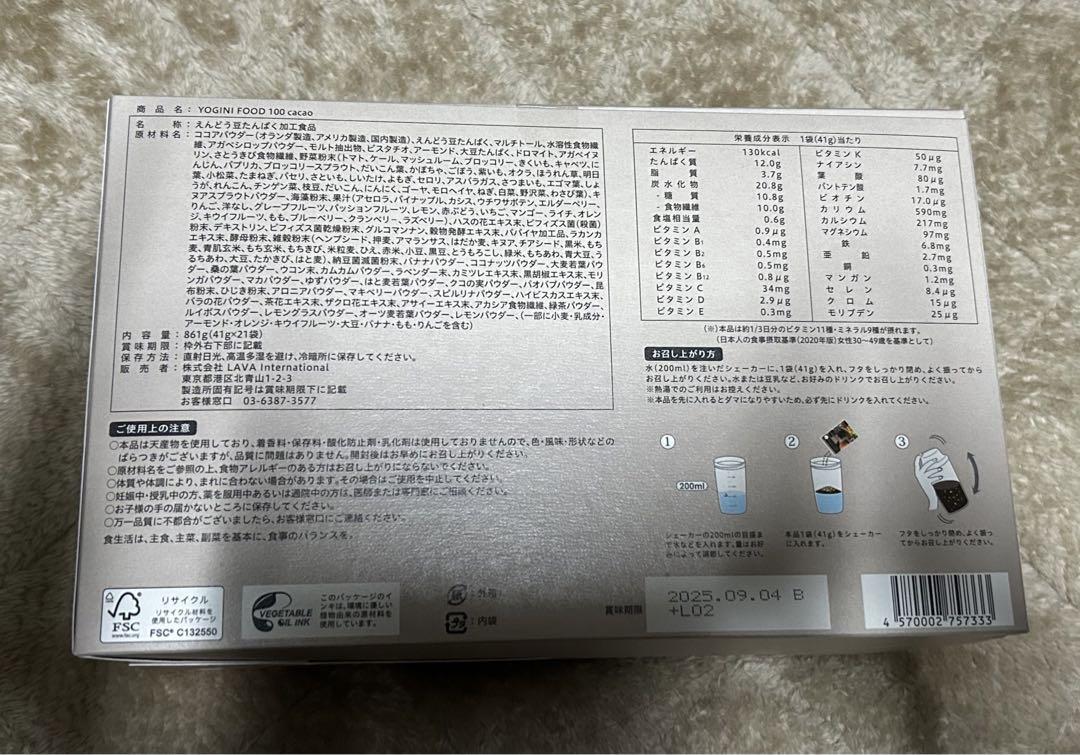 商品名：YOGINI FOOD 100 cacao
名称：えんどう豆たんぱく加工食品
原材料名：ココアパウダー（オランダ製造、アメリカ製造、国内製造）、えんどう豆たんぱく、マルチトール、水溶性食物繊
維、アガベシロップパウダー、モルト抽出物、ピスタチオ、アーモンド、大豆たんぱく、ドロマイト、アガベイヌ
リン、さとうきび食物繊維、野菜粉末（トマト、ケール、マッシュルーム、ブロッコリー、きくいも、キャベツ、に
んじん、パプリカ、ブロッコリースプラウト、だいこん葉、かぼちゃ、ごぼう、紫いも、オクラ、ほうれん草、明日
葉、小松菜、たまねぎ、パセリ、さといも、しいたけ、よもぎ、セロリ、アスパラガス、さつまいも、エゴマ葉、しょ
うが、れんこん、チンゲン菜、枝豆、だいこん、にんにく、ゴーヤ、モロヘイヤ、ねぎ、白菜、野沢菜、わさび葉）、キ
ヌアスプラウトパウダー、海藻粉末、果汁（アセロラ、パイナップル、カシス、ウチワサボテン、エルダーベリー、
りんご、洋なし、グレープフルーツ、パッションフルーツ、レモン、赤ぶどう、いちご、マンゴー、ライチ、オレン
ジ、キウイフルーツ、もも、ブルーベリー、クランベリー、ラズベリー）、ハスの花エキス末、ビフィズス菌（殺菌）
粉末、デキストリン、ビフィズス菌乾燥粉末、グルコマンナン、穀物発酵エキス末、パパイヤ加工品、ラカンカ
エキス末、酵母粉末、雑穀粉末（ヘンプシード、押麦、アマランサス、はだか麦、キヌア、チアシード、黒米、もち
麦、青肌玄米、もち玄米、もちきび、米粒麦、ひえ、赤米、小豆、黒豆、とうもろこし、緑米、もちあわ、青大豆、う
るちあわ、大豆、たかきび、はと麦）、納豆菌滅菌粉末、バナナパウダー、ココナッツパウダー、大麦若葉パウダ
ー、桑の葉パウダー、ウコン末、カムカムパウダー、ラベンダー末、カミツレエキス末、黒胡椒エキス末、モリ
ンガパウダー、マカパウダー、ゆずパウダー、はと麦若葉パウダー、クコの実パウダー、バオバブパウダー、昆
布粉末、ひじき粉末、アロニアパウダー、マキベリーパウダー、スピルリナパウダー、ハイビスカスエキス末、
バラの花パウダー、茶花エキス末、ザクロ花エキス末、アサイーエキス末、アカシア食物繊維、緑茶パウダー、
ルイボスパウダー、レモングラスパウダー、オーツ麦若葉パウダー、レモンパウダー、（一部に小麦・乳成分・
アーモンド・オレンジ・キウイフルーツ・大豆・バナナ・もも・りんごを含む）
内容量：861g（41g×21袋）
賞味期限：枠外右下部に記載
保存方法：直射日光、高温多湿を避け、冷暗所に保存してください。
販売者：株式会社 LAVA International
東京都港区北青山1-2-3
製造所固有記号は賞味期限下に記載
お客様窓口 03-6387-3577
ご使用上の注意
○本品は天産物を使用しており、着香料・保存料・酸化防止剤・乳化剤は使用しておりませんので、色・風味・形状などの
ばらつきがございますが、品質に問題はありません。開封後はお早めにお召し上がりください。
○原材料名をご参照の上、食物アレルギーのある方はお召し上がりにならないでください。
○体質や体調により、まれに合わない場合があります。その場合はご使用を中止してください。
○妊娠中・授乳中の方、薬を服用中あるいは通院中の方は、医師または専門家にご相談ください。
○お子様の手の届かないところに保存してください。
○万一品質に不都合がございましたら、お客様窓口にご連絡ください。
食生活は、主食、主菜、副菜を基本に、食事のバランスを。
FSC
www.fsc.org
リサイクル
リサイクル材料を
使用したパッケージ
FSC® C132550
VEGETABLE
OIL INK
このパッケージのイ
ンキは、環境に優しい
植物由来の原材料を
使用しています。
紙：外箱
プラ：内袋
栄養成分表示 1袋（41g）当たり
エネルギー 130kcal
たんぱく質 12.0g
脂質 3.7g
炭水化物 20.8g
・糖質 10.8g
・食物繊維 10.0g
食塩相当量 0.6g
ビタミン A 0.9μg
ビタミン B1 0.4mg
ビタミン B2 0.5mg
ビタミン B6 0.5mg
ビタミン B12 0.8μg
ビタミン C 34mg
ビタミン D 2.9μg
ビタミン E 0.3mg
ビタミン K 50μg
ナイアシン 7.7mg
葉酸 80μg
パントテン酸 1.7mg
ビオチン 17.0μg
カリウム 590mg
カルシウム 217mg
マグネシウム 97mg
鉄 6.8mg
亜鉛 2.7mg
銅 0.3mg
マンガン 1.2mg
セレン 8.4μg
クロム 15μg
モリブデン 25μg
（※）本品は約1/3日分のビタミン11種・ミネラル9種が摂れます。
（日本人の食事摂取基準（2020年版）女性30〜49歳を基準として）
お召し上がり方
水（200ml）を注いだシェーカーに、1袋（41g）を入れ、フタをしっかり閉め、よく振ってから
お召し上がりください。水または豆乳など、お好みのドリンクでお召し上がりください。
※熱湯でのご利用はお控えください。
※本品を先に入れるとダマになりやすいため、必ず先にドリンクを入れてください。
1
2
3
200ml
シェーカーの200mlの目盛ま
で水などを入れます。量はお好
みによって調節してください。
本品1袋（41g）をシェーカー
に入れます。
フタをしっかり閉め、よく振っ
てからお召し上がりください。
賞味期限
2025.09.04 B
+L02
4 570002 757333